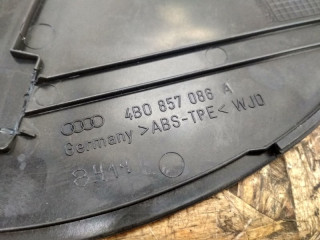 4B0 857 086 A
Germany >ABS-TPE< WJO